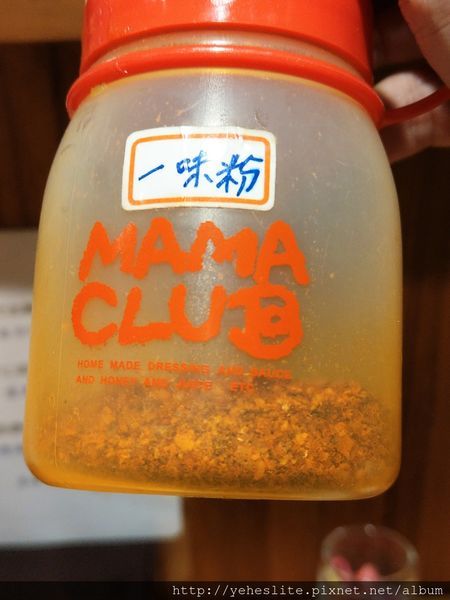 一味粉
MAMA
CLUB
HOME MADE DRESSING AND SAUCE
AND HONEY AND JUICE ETC
http://yeheslite.pixnet.net/album